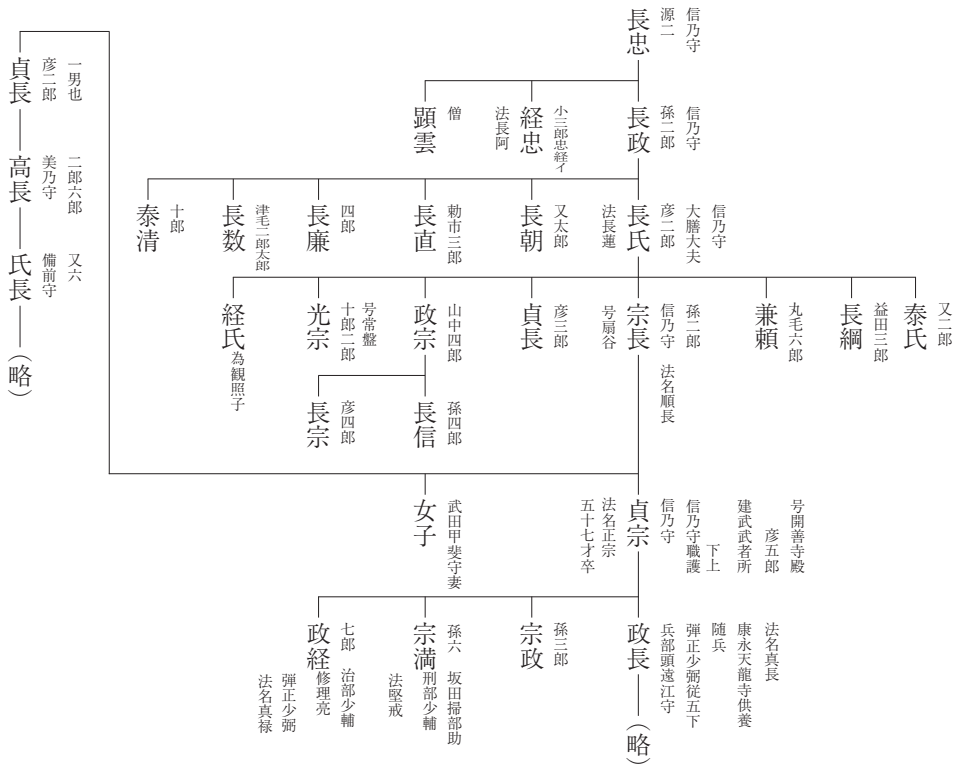 信乃守
源二
長忠
信乃守
孫二郎
長政
小三郎忠経イ
経忠
法長阿
僧
顕雲
信乃守
大膳大夫
彦二郎
長氏
法長蓮
又太郎
長朝
勅市三郎
長直
四郎
長廉
津毛二郎太郎
長数
十郎
泰清
又二郎
泰氏
益田三郎
長綱
丸毛六郎
兼頼
孫二郎
法名順長
信乃守
宗長
号扇谷
彦三郎
貞長
山中四郎
政宗
号常盤
十郎二郎
光宗
経氏
為観照子
孫四郎
長信
彦四郎
長宗
号開善寺殿
彦五郎
建武武者所
下上
信乃守職護
信乃守
貞宗
法名正宗
五十七才卒
武田甲斐守妻
女子
一男也
彦二郎
貞長
二郎六郎
美乃守
高長
又六
備前守
氏長
(略)
法名真長
康永天龍寺供養
随兵
弾正少弼従五下
兵部頭遠江守
政長
(略)
孫三郎
宗政
孫六 坂田掃部助
刑部少輔
宗満
法堅戒
七郎 治部少輔
修理亮
政経
弾正少弼
法名真禄